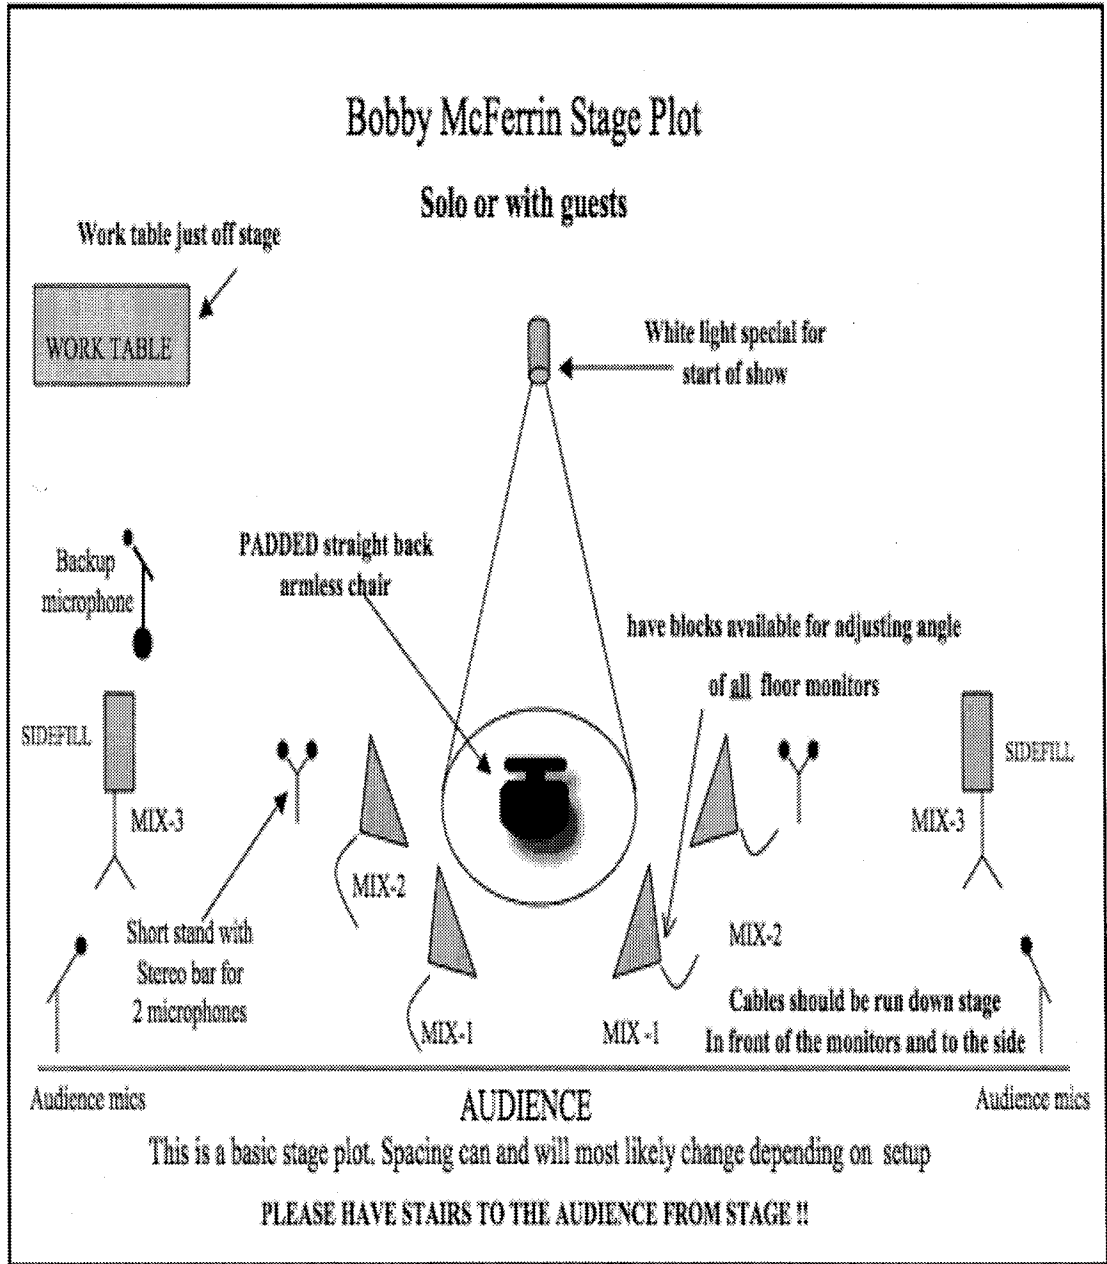 Bobby McFerrin Stage Plot
Solo or with guests
Work table just off stage
WORK TABLE
White light special for
start of show
Backup
microphone
PADDED straight back
armless chair
have blocks available for adjusting angle
of all floor monitors
SIDEFILL
MIX-3
SIDEFILL
MIX-3
MIX-2
Short stand with
Stereo bar for
2 microphones
MIX-2
MIX-1
MIX -1
Cables should be run down stage
In front of the monitors and to the side
Audience mics
AUDIENCE
Audience mics
This is a basic stage plot. Spacing can and will most likely change depending on setup
PLEASE HAVE STAIRS TO THE AUDIENCE FROM STAGE !!